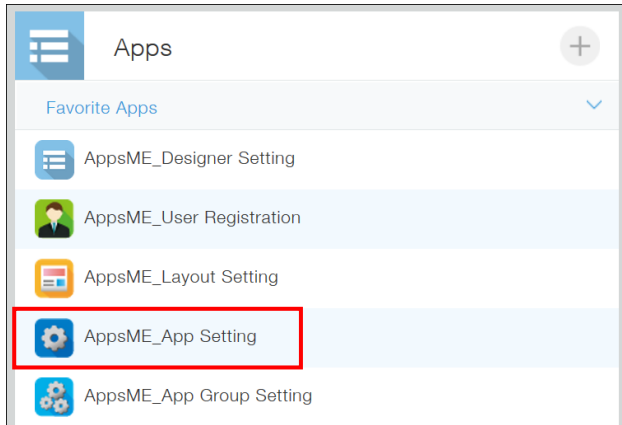 Apps
Favorite Apps
AppsME_Designer Setting
AppsME_User Registration
AppsME_Layout Setting
AppsME_App Setting
AppsME_App Group Setting